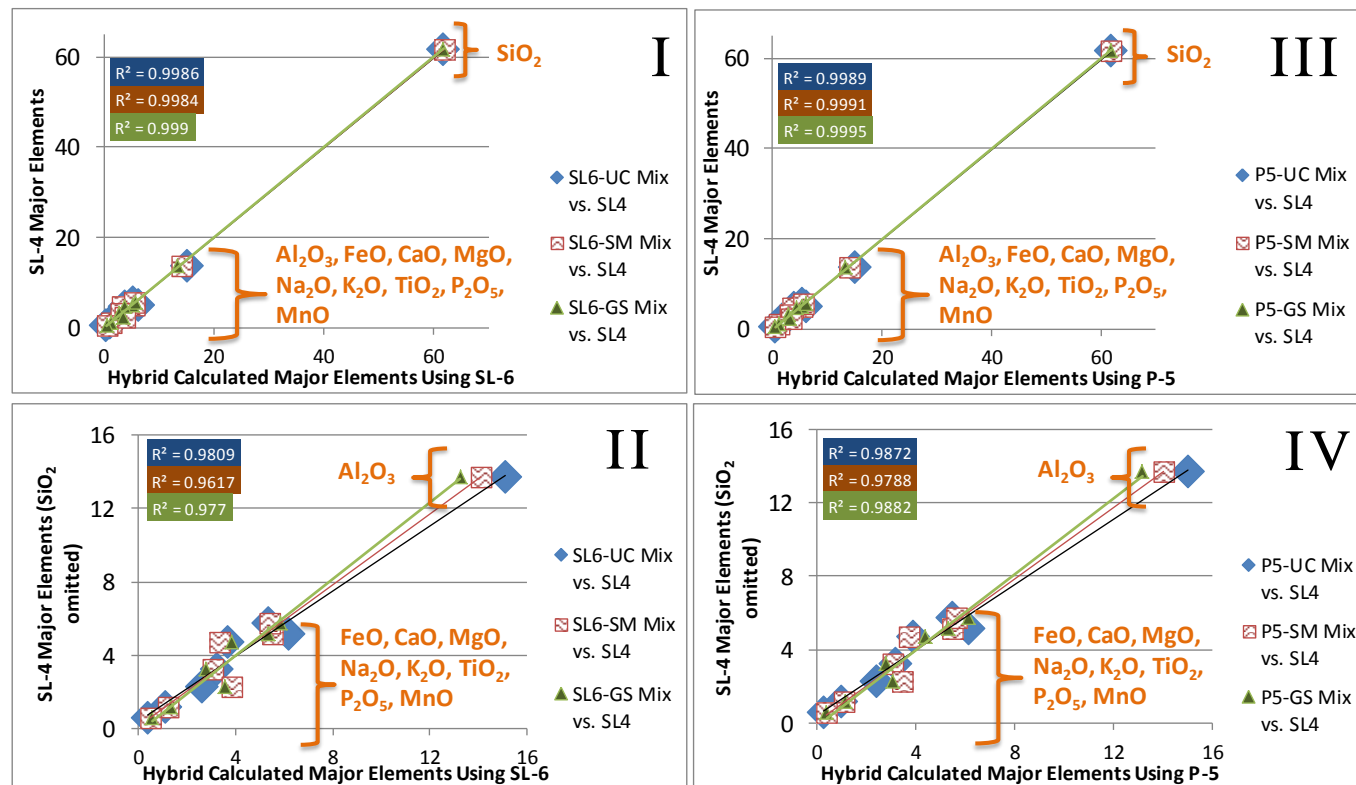 I
R² = 0.9986
R² = 0.9984
R² = 0.999
SiO₂
Al₂O₃, FeO, CaO, MgO,
Na₂O, K₂O, TiO₂, P₂O₅,
MnO
SL-4 Major Elements
60
40
20
0
0
20
40
60
Hybrid Calculated Major Elements Using SL-6
SL6-UC Mix
vs. SL4
SL6-SM Mix
vs. SL4
SL6-GS Mix
vs. SL4
III
R² = 0.9989
R² = 0.9991
R² = 0.9995
SiO₂
Al₂O₃, FeO, CaO, MgO,
Na₂O, K₂O, TiO₂, P₂O₅,
MnO
SL-4 Major Elements
60
40
20
0
0
20
40
60
Hybrid Calculated Major Elements Using P-5
P5-UC Mix
vs. SL4
P5-SM Mix
vs. SL4
P5-GS Mix
vs. SL4
II
R² = 0.9809
R² = 0.9617
R² = 0.977
Al₂O₃
FeO, CaO, MgO,
Na₂O, K₂O, TiO₂,
P₂O₅, MnO
SL-4 Major Elements (SiO₂
omitted)
16
12
8
4
0
0
4
8
12
16
Hybrid Calculated Major Elements Using SL-6
SL6-UC Mix
vs. SL4
SL6-SM Mix
vs. SL4
SL6-GS Mix
vs. SL4
IV
R² = 0.9872
R² = 0.9788
R² = 0.9882
Al₂O₃
FeO, CaO, MgO,
Na₂O, K₂O, TiO₂,
P₂O₅, MnO
SL-4 Major Elements (SiO₂
omitted)
16
12
8
4
0
0
4
8
12
16
Hybrid Calculated Major Elements Using P-5
P5-UC Mix
vs. SL4
P5-SM Mix
vs. SL4
P5-GS Mix
vs. SL4